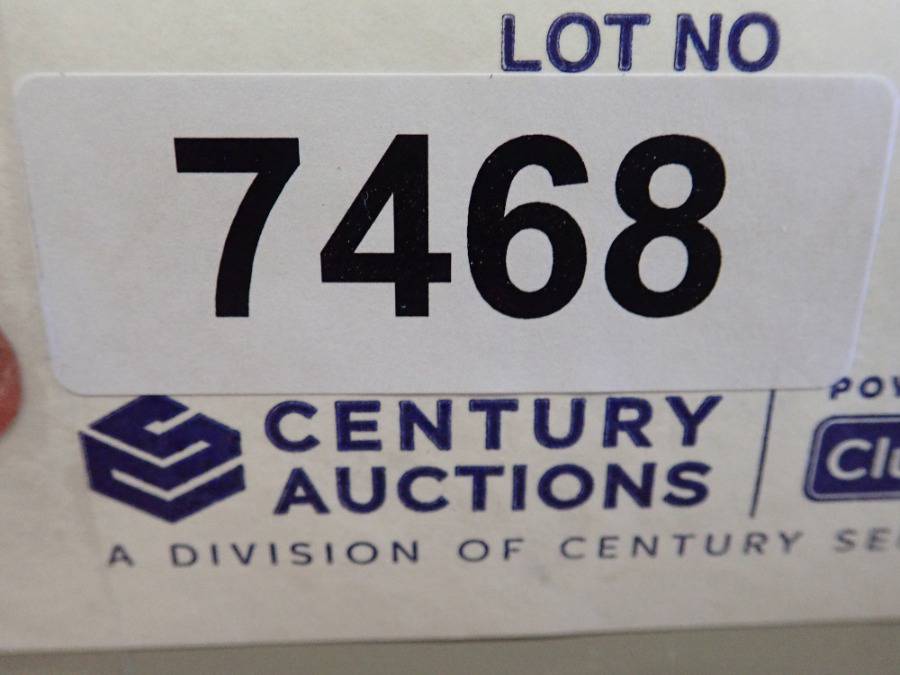 LOT NO
7468
CENTURY
AUCTIONS
A DIVISION OF CENTURY